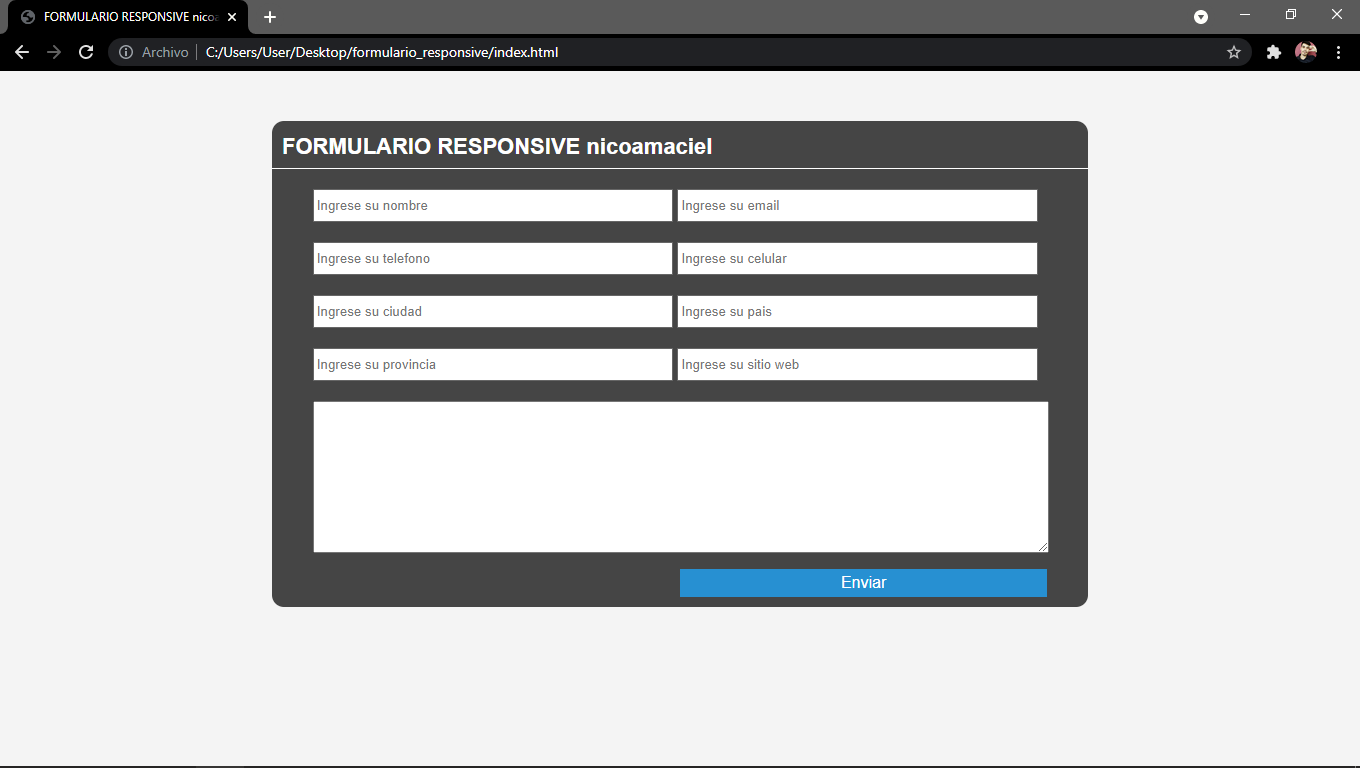 FORMULARIO RESPONSIVE nico
Archivo C:/Users/User/Desktop/formulario_responsive/index.html
FORMULARIO RESPONSIVE nicoamaciel
Ingrese su nombre Ingrese su email
Ingrese su telefono Ingrese su celular
Ingrese su ciudad Ingrese su pais
Ingrese su provincia Ingrese su sitio web
Enviar